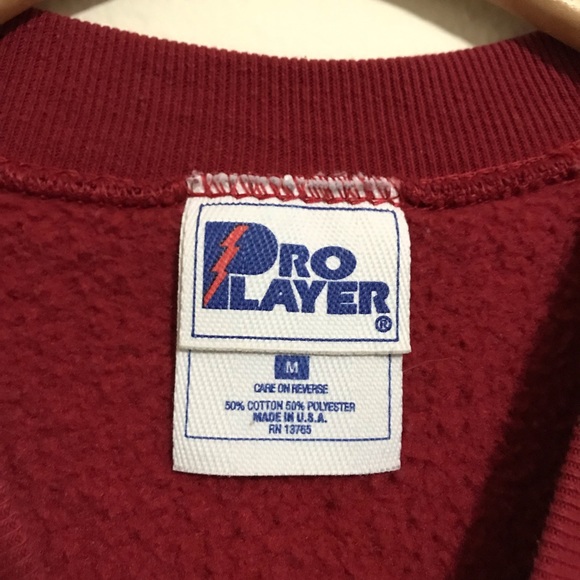 PRO
PLAYER
®
M
CARE ON REVERSE
50% COTTON 50% POLYESTER
MADE IN U.S.A.
RN 13765